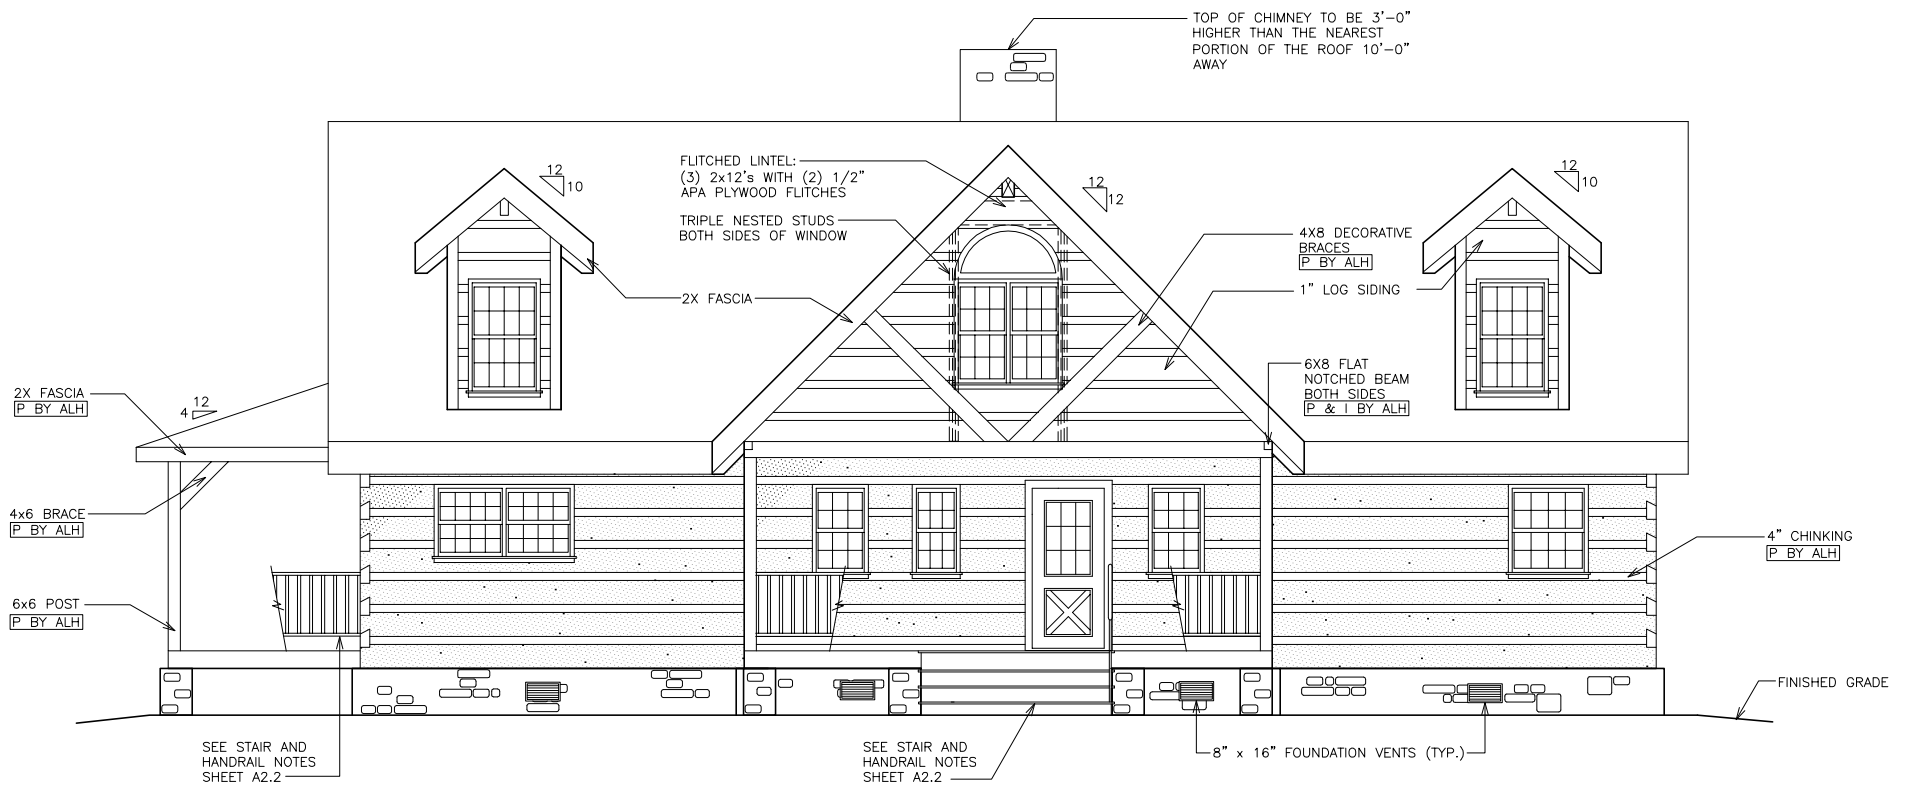 TOP OF CHIMNEY TO BE 3'-0"
HIGHER THAN THE NEAREST
PORTION OF THE ROOF 10'-0"
AWAY
FLITCHED LINTEL:
(3) 2x12's WITH (2) 1/2"
APA PLYWOOD FLITCHES
TRIPLE NESTED STUDS
BOTH SIDES OF WINDOW
12
10
12
12
12
10
4X8 DECORATIVE
BRACES
P BY ALH
1" LOG SIDING
2X FASCIA
6X8 FLAT
NOTCHED BEAM
BOTH SIDES
P & I BY ALH
2X FASCIA
P BY ALH
12
4
4x6 BRACE
P BY ALH
6x6 POST
P BY ALH
4" CHINKING
P BY ALH
FINISHED GRADE
SEE STAIR AND
HANDRAIL NOTES
SHEET A2.2
SEE STAIR AND
HANDRAIL NOTES
SHEET A2.2
8" x 16" FOUNDATION VENTS (TYP.)